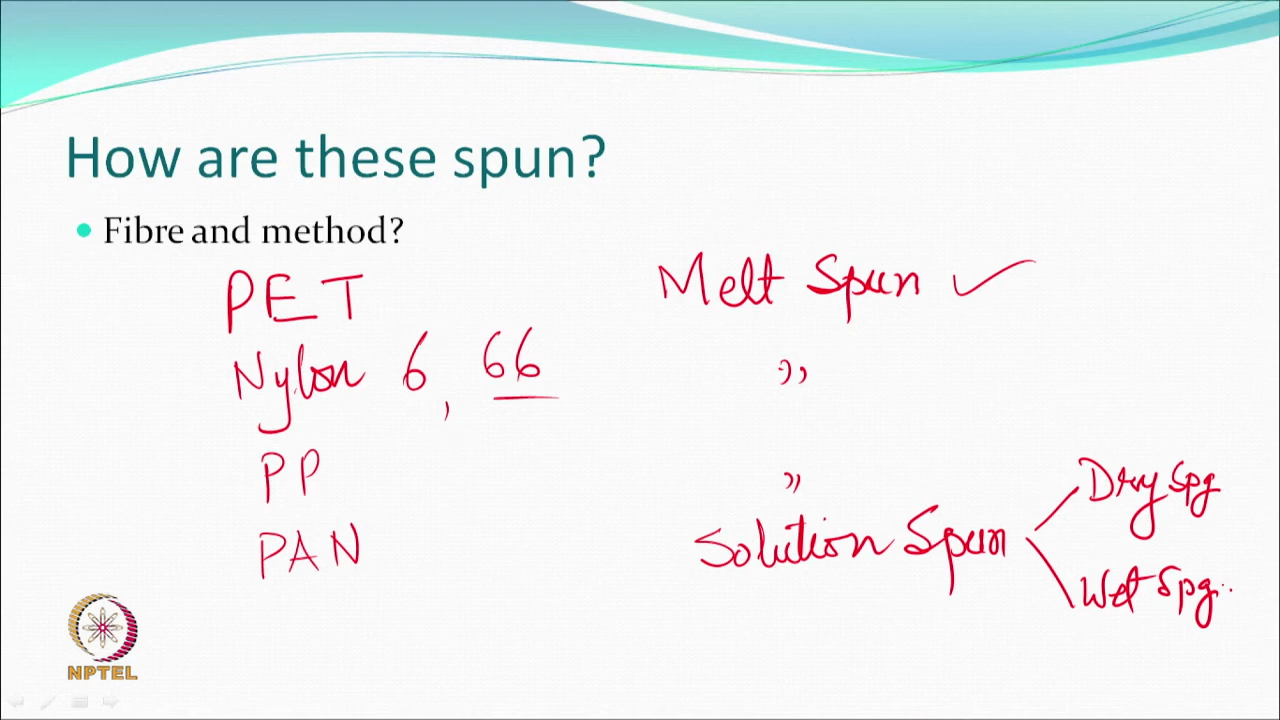 How are these spun?
Fibre and method?
PET Melt Spun ✓
Nylon 6, 66 "
PP "
PAN Solution Spun
Dry Spg
Wet Spg.
NPTEL